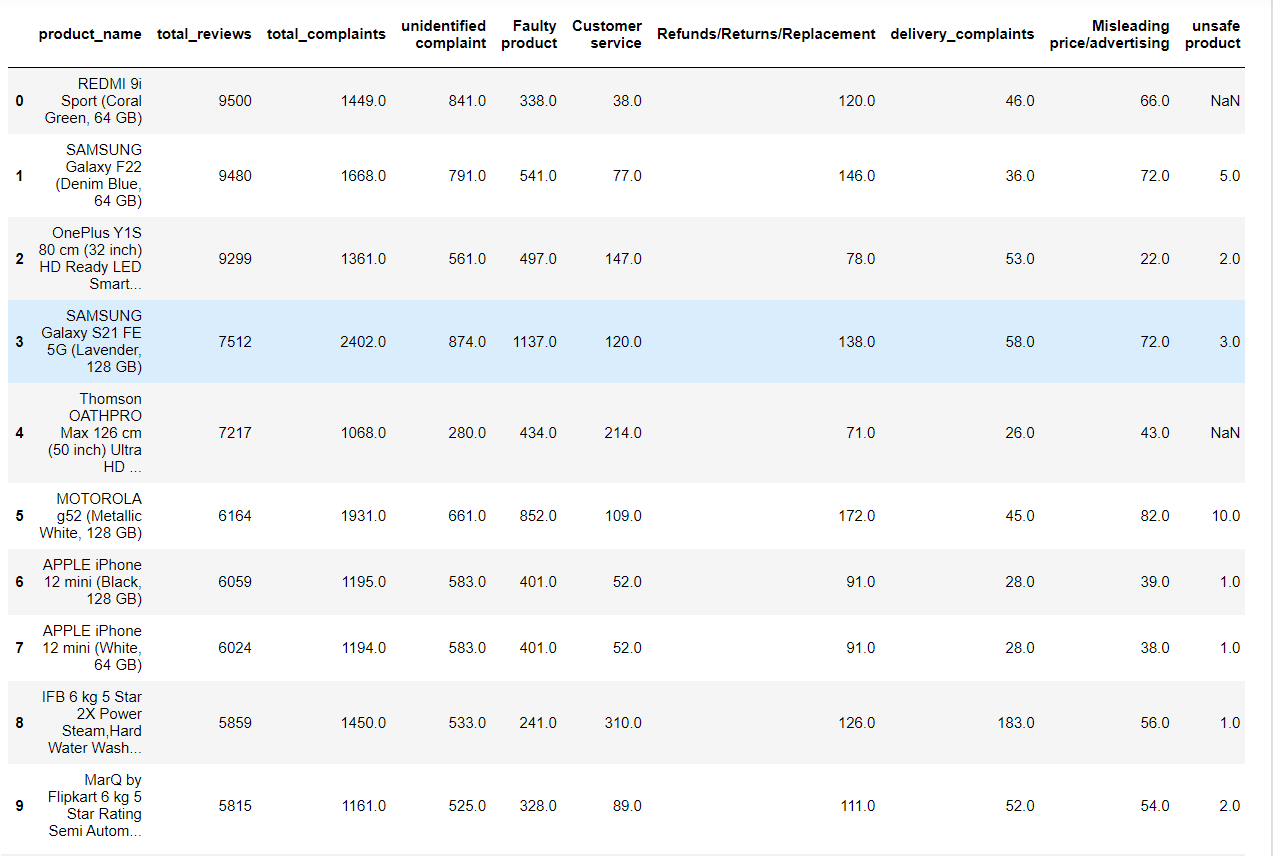 product_name total_reviews total_complaints unidentified complaint Faulty product Customer service Refunds/Returns/Replacement delivery_complaints Misleading price/advertising unsafe product
0 REDMI 9i Sport (Coral Green, 64 GB) 9500 1449.0 841.0 338.0 38.0 120.0 46.0 66.0 NaN
1 SAMSUNG Galaxy F22 (Denim Blue, 64 GB) 9480 1668.0 791.0 541.0 77.0 146.0 36.0 72.0 5.0
2 OnePlus Y1S 80 cm (32 inch) HD Ready LED Smart... 9299 1361.0 561.0 497.0 147.0 78.0 53.0 22.0 2.0
3 SAMSUNG Galaxy S21 FE 5G (Lavender, 128 GB) 7512 2402.0 874.0 1137.0 120.0 138.0 58.0 72.0 3.0
4 Thomson OATHPRO Max 126 cm (50 inch) Ultra HD ... 7217 1068.0 280.0 434.0 214.0 71.0 26.0 43.0 NaN
5 MOTOROLA g52 (Metallic White, 128 GB) 6164 1931.0 661.0 852.0 109.0 172.0 45.0 82.0 10.0
6 APPLE iPhone 12 mini (Black, 128 GB) 6059 1195.0 583.0 401.0 52.0 91.0 28.0 39.0 1.0
7 APPLE iPhone 12 mini (White, 64 GB) 6024 1194.0 583.0 401.0 52.0 91.0 28.0 38.0 1.0
8 IFB 6 kg 5 Star 2X Power Steam,Hard Water Wash... 5859 1450.0 533.0 241.0 310.0 126.0 183.0 56.0 1.0
9 MarQ by Flipkart 6 kg 5 Star Rating Semi Autom... 5815 1161.0 525.0 328.0 89.0 111.0 52.0 54.0 2.0